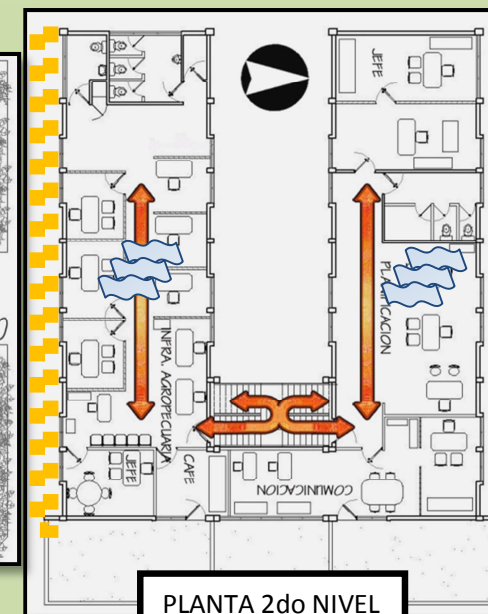 JEFE
PLANIFICACION
INFRA. AGROPECUARIA
JEFE
CAFE
COMUNICACION
PLANTA 2do NIVEL